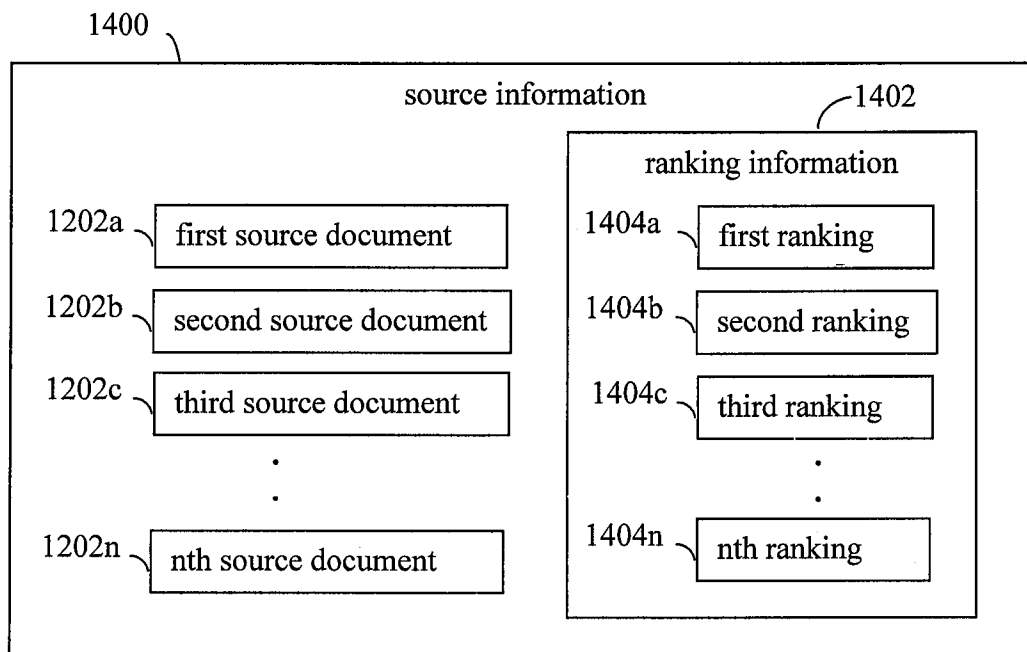 1400
source information
1402
ranking information
1202a
first source document
1404a
first ranking
1202b
second source document
1404b
second ranking
1202c
third source document
1404c
third ranking
1202n
nth source document
1404n
nth ranking